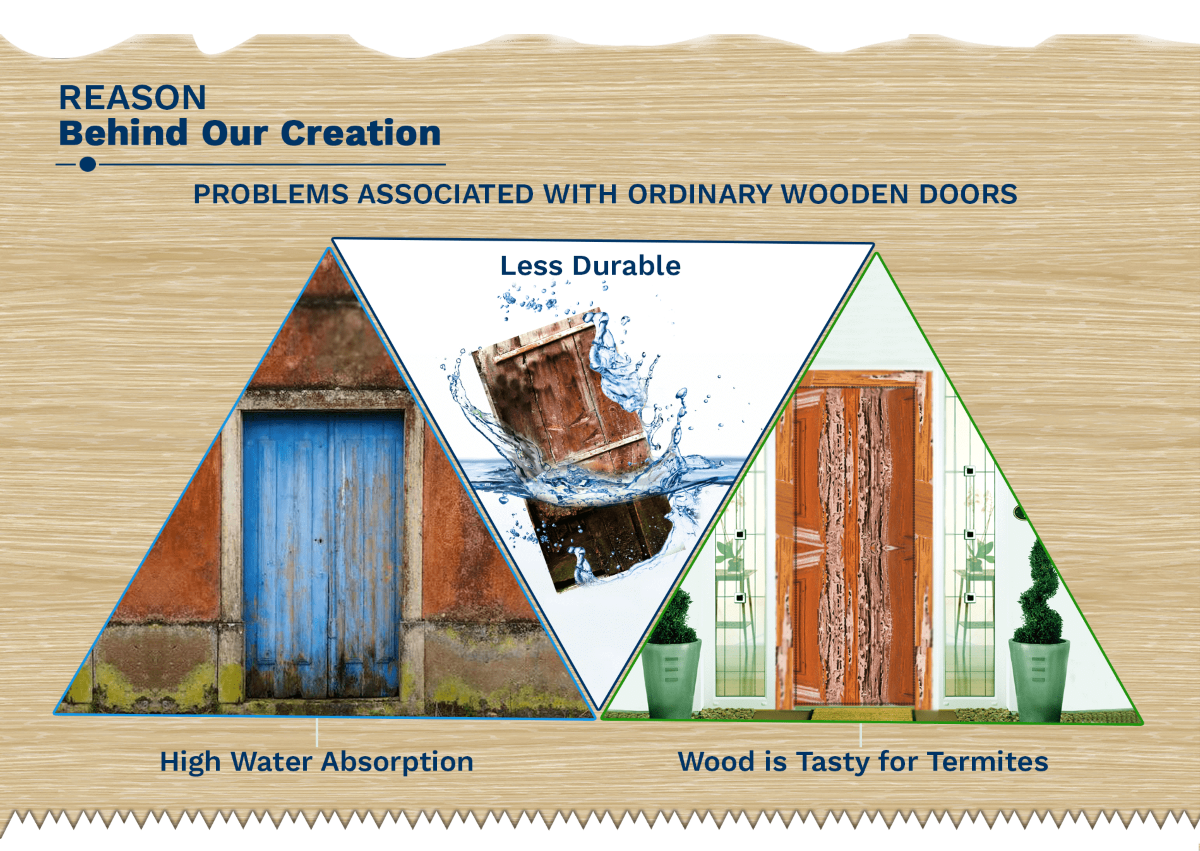 REASON
Behind Our Creation
PROBLEMS ASSOCIATED WITH ORDINARY WOODEN DOORS
Less Durable
High Water Absorption
Wood is Tasty for Termites